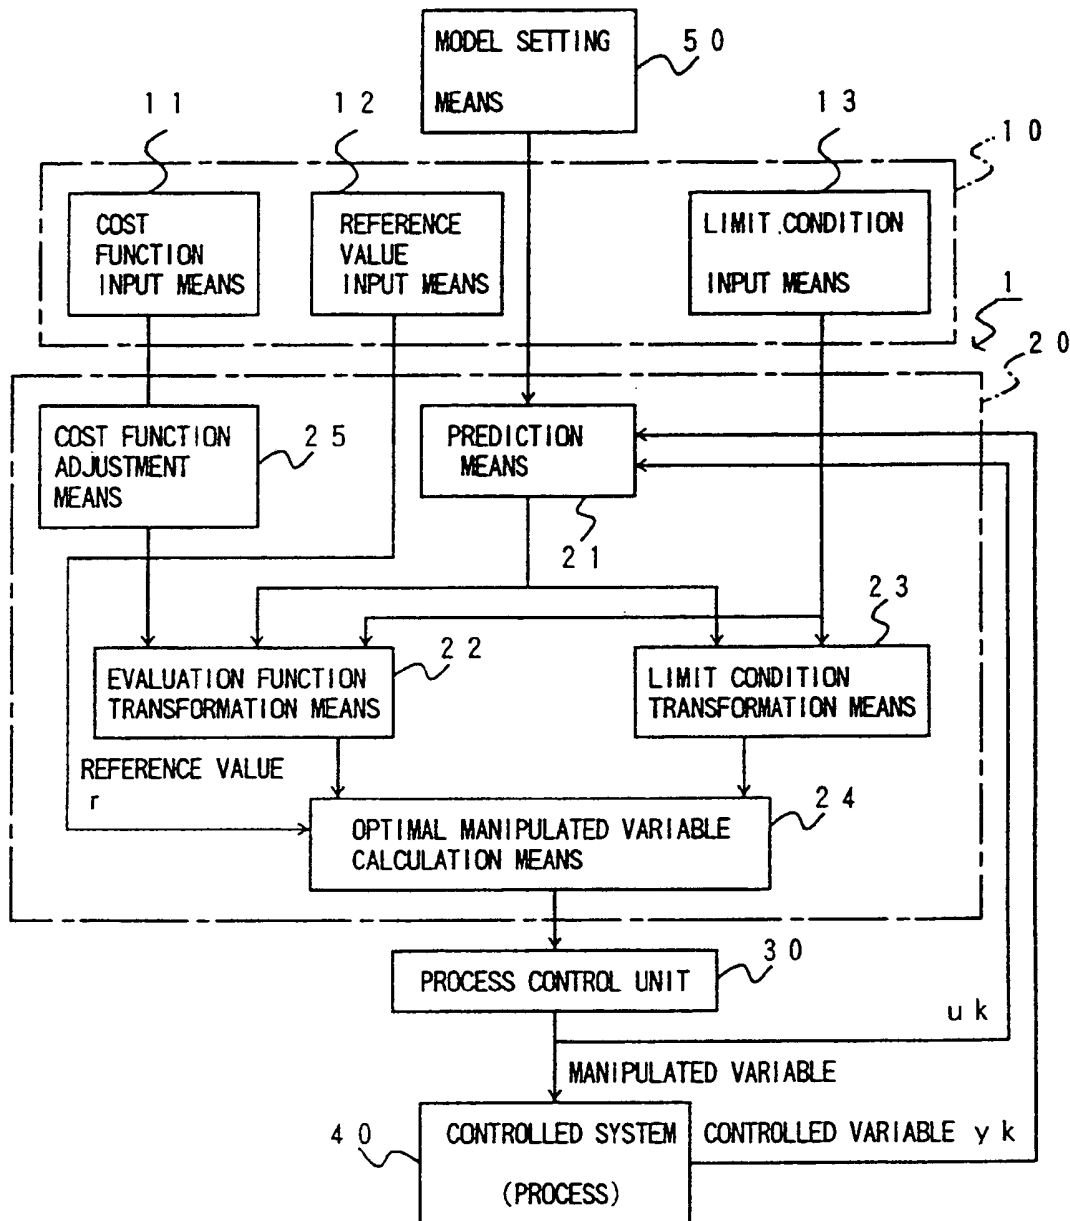 MODEL SETTING
MEANS
50
11
12
13
10
COST
FUNCTION
INPUT MEANS
REFERENCE
VALUE
INPUT MEANS
LIMIT CONDITION
INPUT MEANS
1
20
COST FUNCTION
ADJUSTMENT
MEANS
25
PREDICTION
MEANS
21
23
22
EVALUATION FUNCTION
TRANSFORMATION MEANS
LIMIT CONDITION
TRANSFORMATION MEANS
REFERENCE VALUE
r
24
OPTIMAL MANIPULATED VARIABLE
CALCULATION MEANS
30
PROCESS CONTROL UNIT
uk
MANIPULATED VARIABLE
40
CONTROLLED SYSTEM
(PROCESS)
CONTROLLED VARIABLE yk